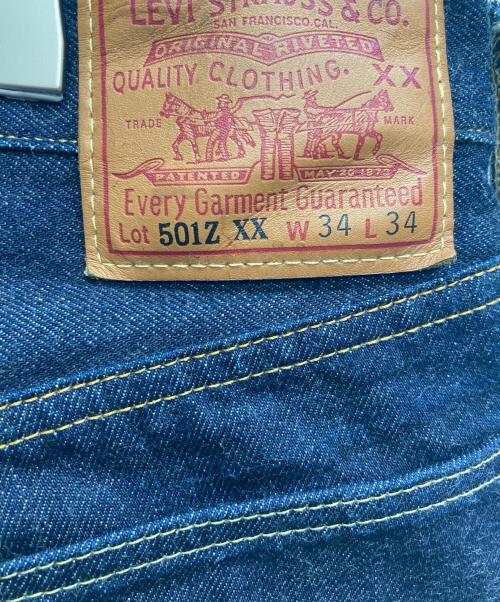 LEVI STRAUSS & CO.
SAN FRANCISCO.CAL.
ORIGINAL RIVETED
QUALITY CLOTHING. XX
TRADE MARK
PATENTED MAY 20 1873
Every Garment Guaranteed
Lot 501Z XX W 34 L 34